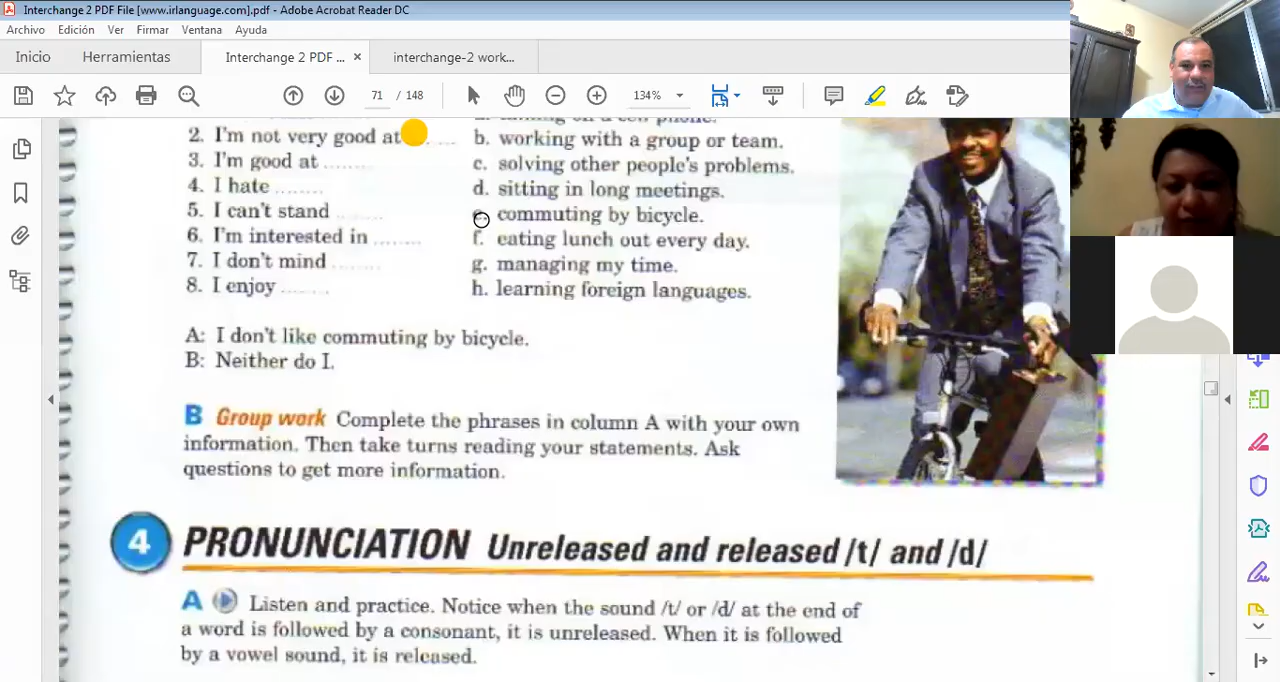 Interchange 2 PDF File [www.irlanguage.com].pdf - Adobe Acrobat Reader DC
Archivo Edición Ver Firmar Ventana Ayuda
Inicio Herramientas Interchange 2 PDF ... × interchange-2 work...
71 / 148 134%
a. talking on a cell phone.
2. I'm not very good at ........ b. working with a group or team.
3. I'm good at ........ c. solving other people's problems.
4. I hate ........ d. sitting in long meetings.
5. I can't stand ........ commuting by bicycle.
6. I'm interested in ........ f. eating lunch out every day.
7. I don't mind ........ g. managing my time.
8. I enjoy ........ h. learning foreign languages.
A: I don't like commuting by bicycle.
B: Neither do I.
B Group work Complete the phrases in column A with your own
information. Then take turns reading your statements. Ask
questions to get more information.
4 PRONUNCIATION Unreleased and released /t/ and /d/
A Listen and practice. Notice when the sound /t/ or /d/ at the end of
a word is followed by a consonant, it is unreleased. When it is followed
by a vowel sound, it is released.